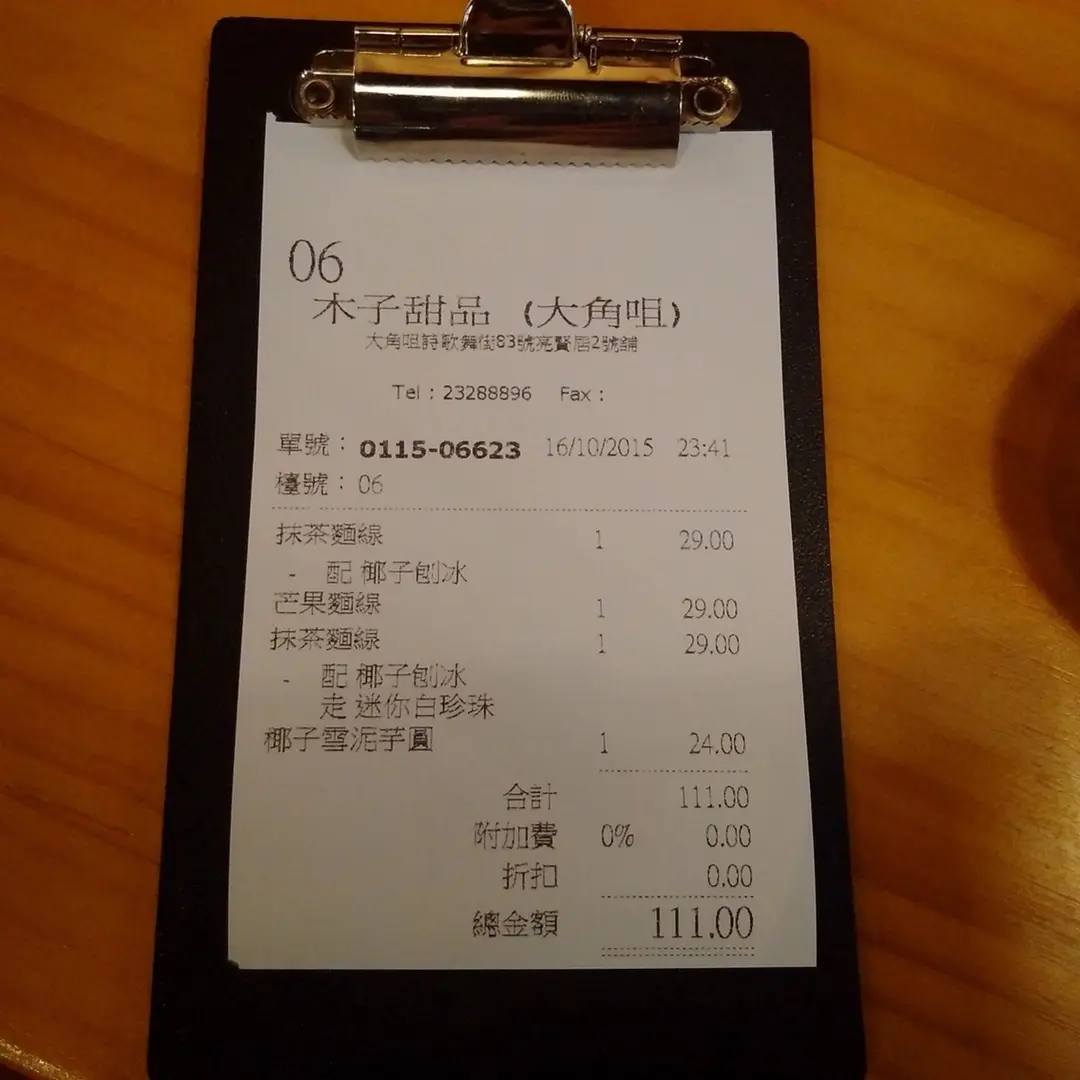 06
木子甜品 (大角咀)
大角咀詩歌舞街83號亮賢居2號舖
Tel : 23288896 Fax :
單號： 0115-06623 16/10/2015 23:41
檯號： 06
抹茶麵線 1 29.00
- 配 椰子刨冰
芒果麵線 1 29.00
抹茶麵線 1 29.00
- 配 椰子刨冰
走 迷你白珍珠
椰子雪泥芋圓 1 24.00
合計 111.00
附加費 0% 0.00
折扣 0.00
總金額 111.00